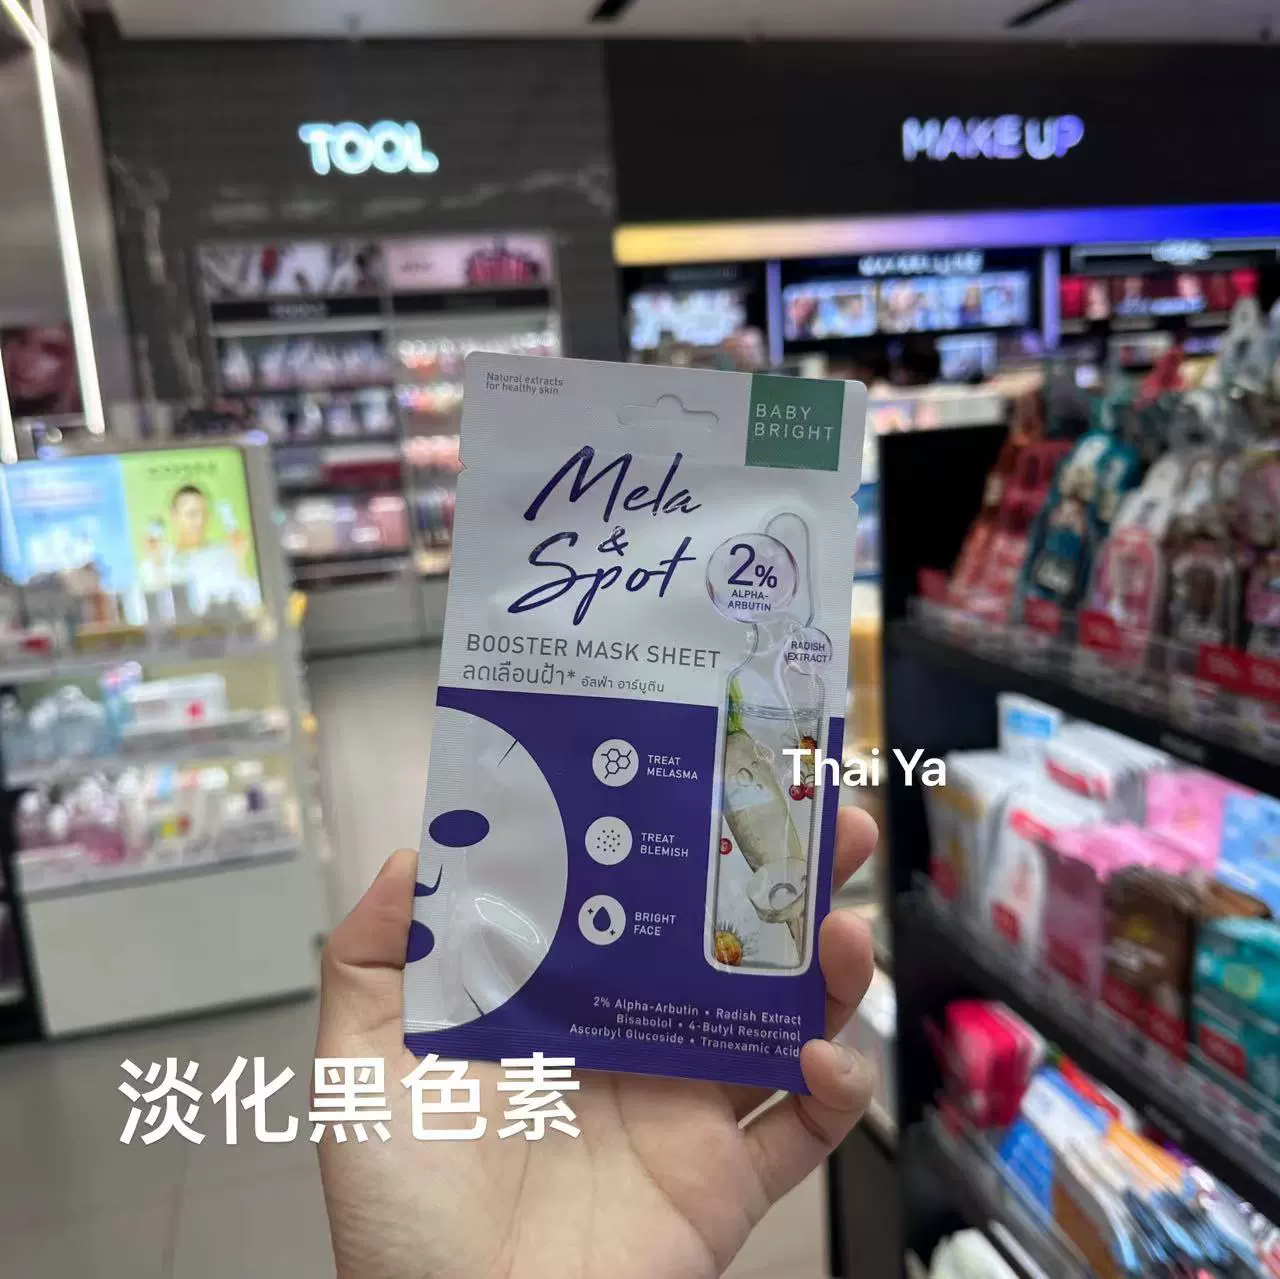 TOOL
MAKE UP
Natural extracts
for healthy skin
BABY
BRIGHT
Mela
&
Spot
2%
ALPHA-
ARBUTIN
RADISH
EXTRACT
BOOSTER MASK SHEET
ลดเลือนฝ้า* อัลฟ่า อาร์บูติน
TREAT
MELASMA
Thai Ya
TREAT
BLEMISH
BRIGHT
FACE
2% Alpha-Arbutin • Radish Extract
Bisabolol • 4-Butyl Resorcinol
Ascorbyl Glucoside • Tranexamic Acid
淡化黑色素